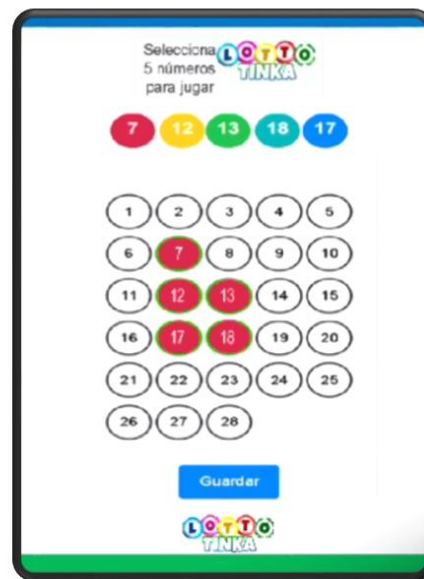 Selecciona LOTTO
5 números TINKA
para jugar
7 12 13 18 17
1 2 3 4 5
6 7 8 9 10
11 12 13 14 15
16 17 18 19 20
21 22 23 24 25
26 27 28
Guardar
LOTTO
TINKA